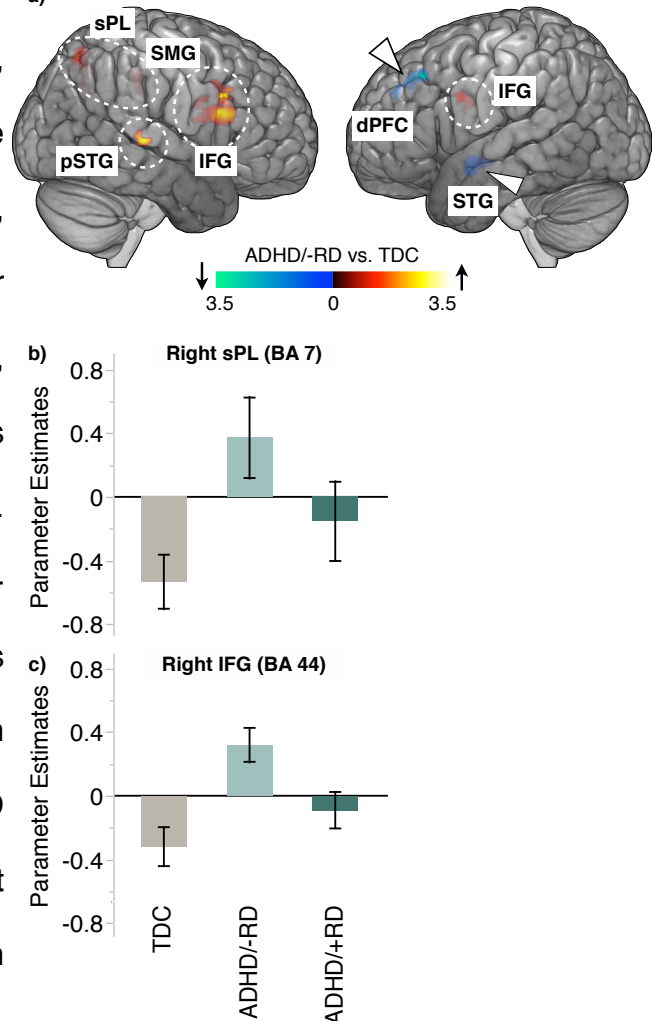 sPL
SMG
pSTG
IFG
IFG
dPFC
STG
ADHD/-RD vs. TDC
3.5
0
3.5
b)
Right sPL (BA 7)
Parameter Estimates
0.8
0.4
0
-0.4
-0.8
c)
Right IFG (BA 44)
Parameter Estimates
0.8
0.4
0
-0.4
-0.8
TDC
ADHD/-RD
ADHD/+RD